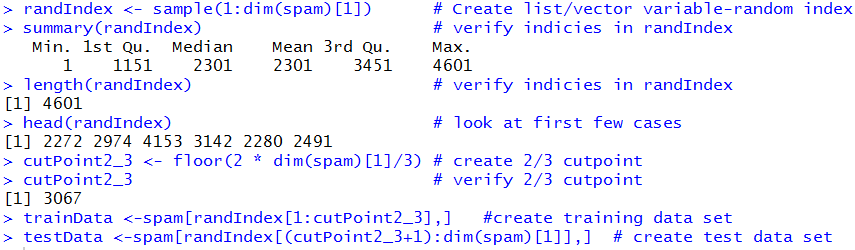 > randIndex <- sample(1:dim(spam)[1])      # Create list/vector variable-random index
> summary(randIndex)                       # verify indicies in randIndex
   Min. 1st Qu.  Median    Mean 3rd Qu.    Max.
      1    1151    2301    2301    3451    4601
> length(randIndex)                        # verify indicies in randIndex
[1] 4601
> head(randIndex)                          # look at first few cases
[1] 2272 2974 4153 3142 2280 2491
> cutPoint2_3 <- floor(2 * dim(spam)[1]/3) # create 2/3 cutpoint
> cutPoint2_3                              # verify 2/3 cutpoint
[1] 3067
> trainData <-spam[randIndex[1:cutPoint2_3],]   #create training data set
> testData <-spam[randIndex[(cutPoint2_3+1):dim(spam)[1]],]  # create test data set